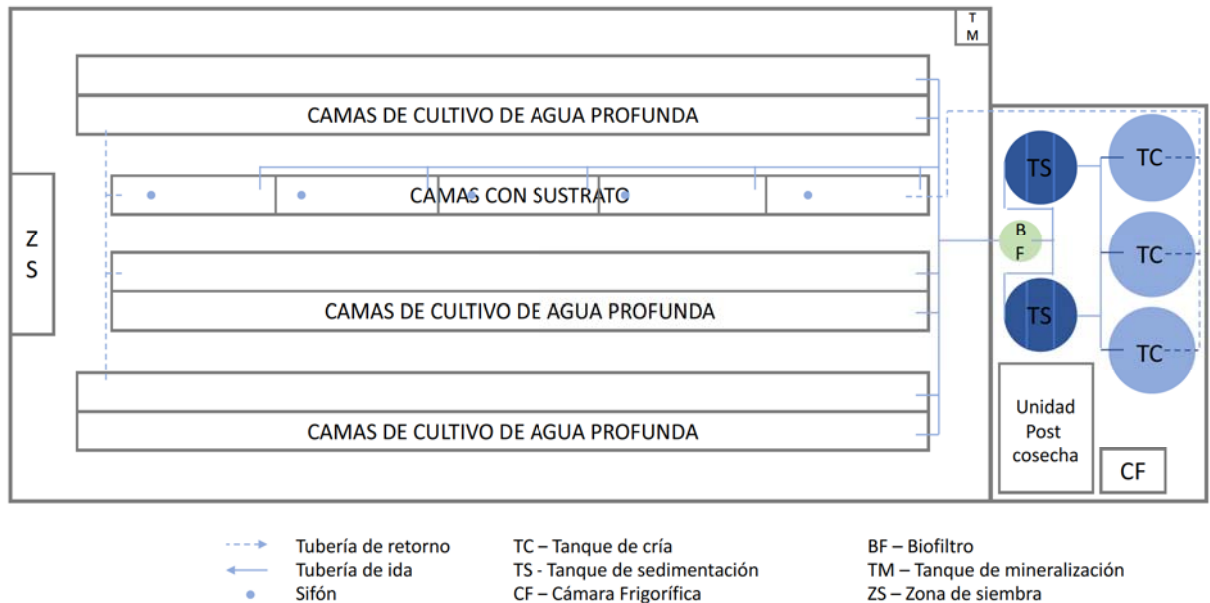 T
M
CAMAS DE CULTIVO DE AGUA PROFUNDA
CAMAS CON SUSTRATO
Z
S
CAMAS DE CULTIVO DE AGUA PROFUNDA
CAMAS DE CULTIVO DE AGUA PROFUNDA
TS
TC
B
F
TC
TS
TC
Unidad
Post
cosecha
CF
Tubería de retorno
Tubería de ida
Sifón
TC – Tanque de cría
TS - Tanque de sedimentación
CF – Cámara Frigorífica
BF – Biofiltro
TM – Tanque de mineralización
ZS – Zona de siembra